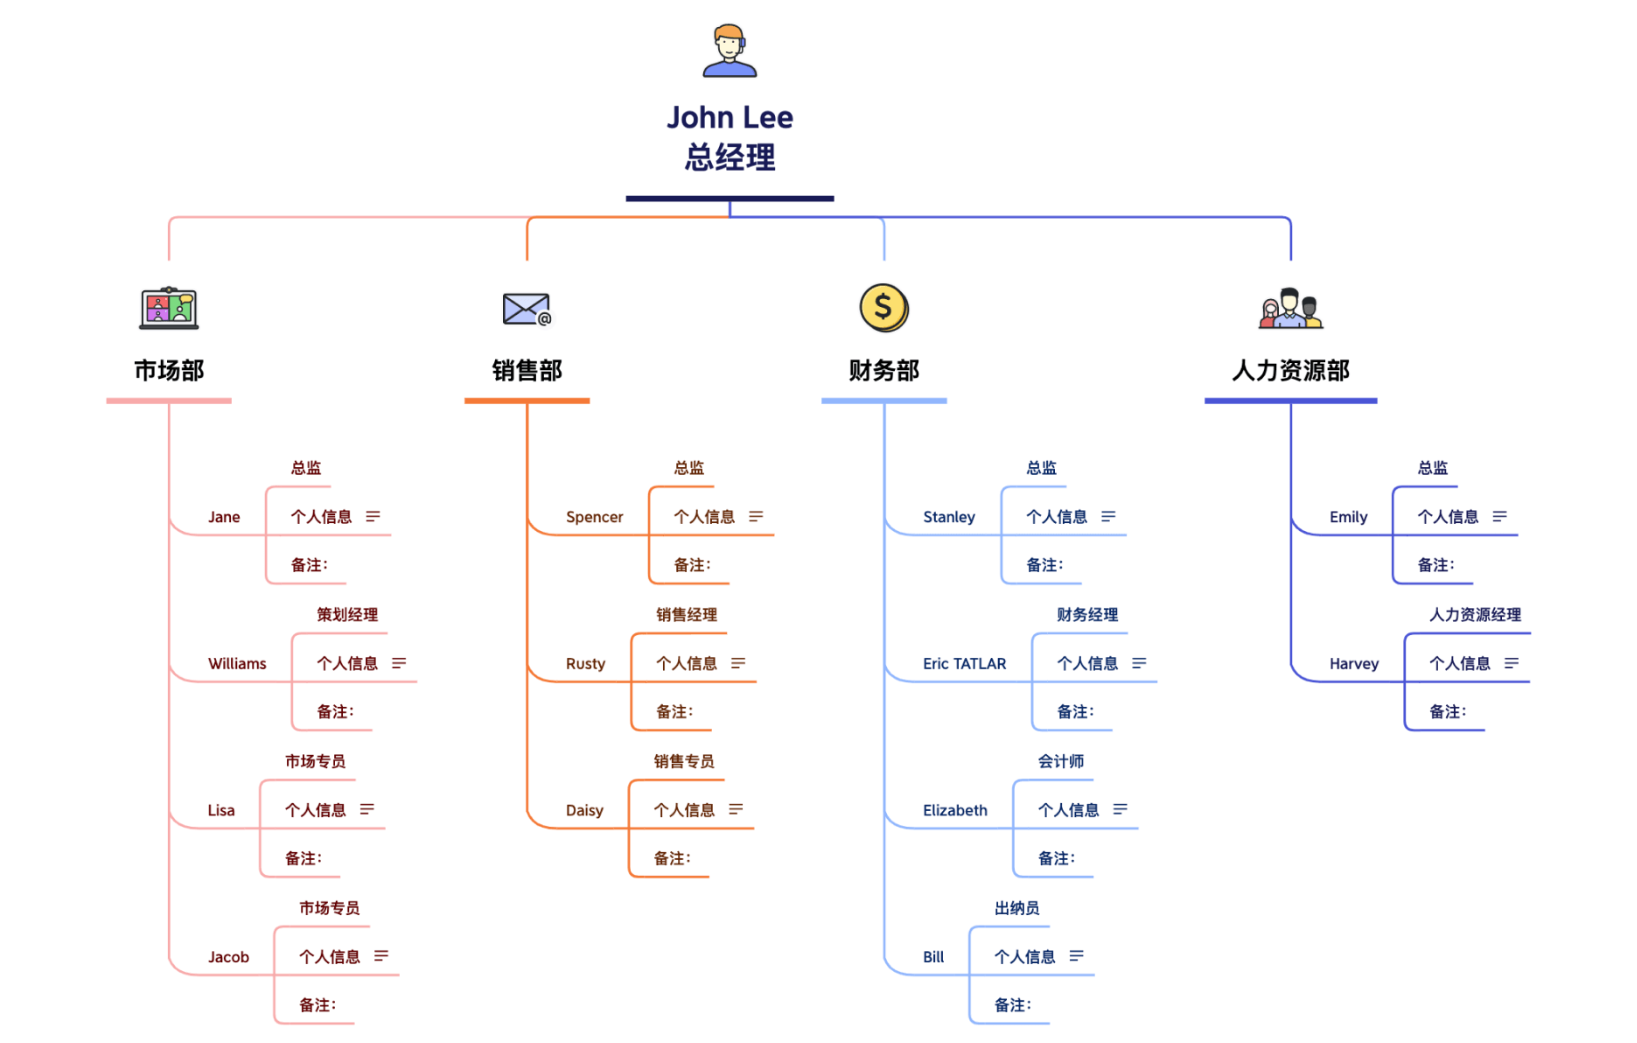 John Lee
总经理
市场部
总监
Jane
个人信息
备注：
策划经理
Williams
个人信息
备注：
市场专员
Lisa
个人信息
备注：
市场专员
Jacob
个人信息
备注：
销售部
总监
Spencer
个人信息
备注：
销售经理
Rusty
个人信息
备注：
销售专员
Daisy
个人信息
备注：
财务部
总监
Stanley
个人信息
备注：
财务经理
Eric TATLAR
个人信息
备注：
会计师
Elizabeth
个人信息
备注：
出纳员
Bill
个人信息
备注：
人力资源部
总监
Emily
个人信息
备注：
人力资源经理
Harvey
个人信息
备注：